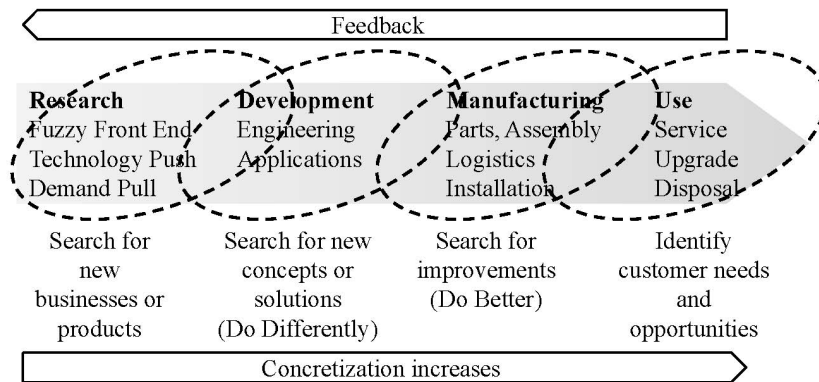 Feedback
Research
Fuzzy Front End
Technology Push
Demand Pull
Development
Engineering
Applications
Manufacturing
Parts, Assembly
Logistics
Installation
Use
Service
Upgrade
Disposal
Search for
new
businesses or
products
Search for new
concepts or
solutions
(Do Differently)
Search for
improvements
(Do Better)
Identify
customer needs
and
opportunities
Concretization increases